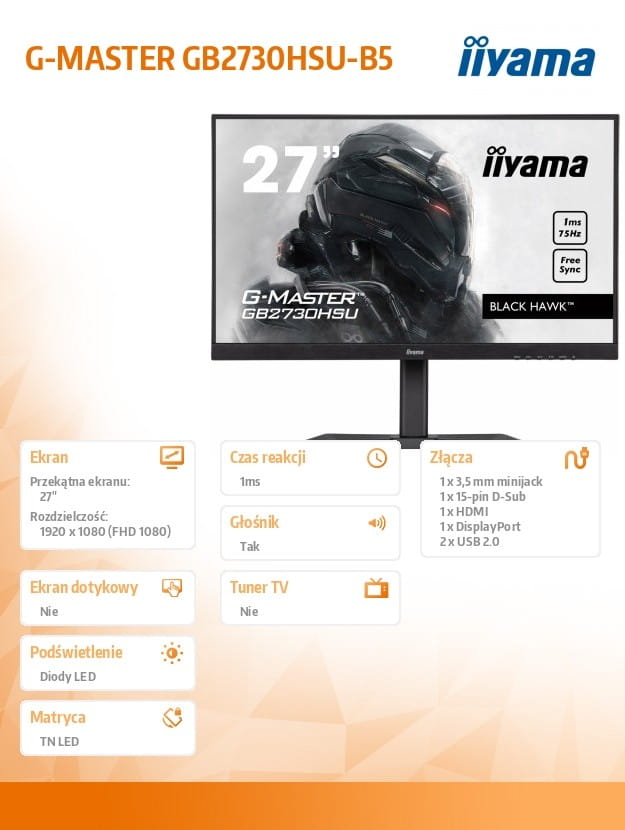 G-MASTER GB2730HSU-B5
iiyama
27"
iiyama
1ms
75Hz
Free
Sync
G-MASTER™
GB2730HSU
BLACK HAWK™
iiyama
Ekran
Przekątna ekranu:
27"
Rozdzielczość:
1920 x 1080 (FHD 1080)
Czas reakcji
1ms
Złącza
1 x 3,5 mm minijack
1 x 15-pin D-Sub
1 x HDMI
1 x DisplayPort
2 x USB 2.0
Głośnik
Tak
Ekran dotykowy
Nie
Tuner TV
Nie
Podświetlenie
Diody LED
Matryca
TN LED